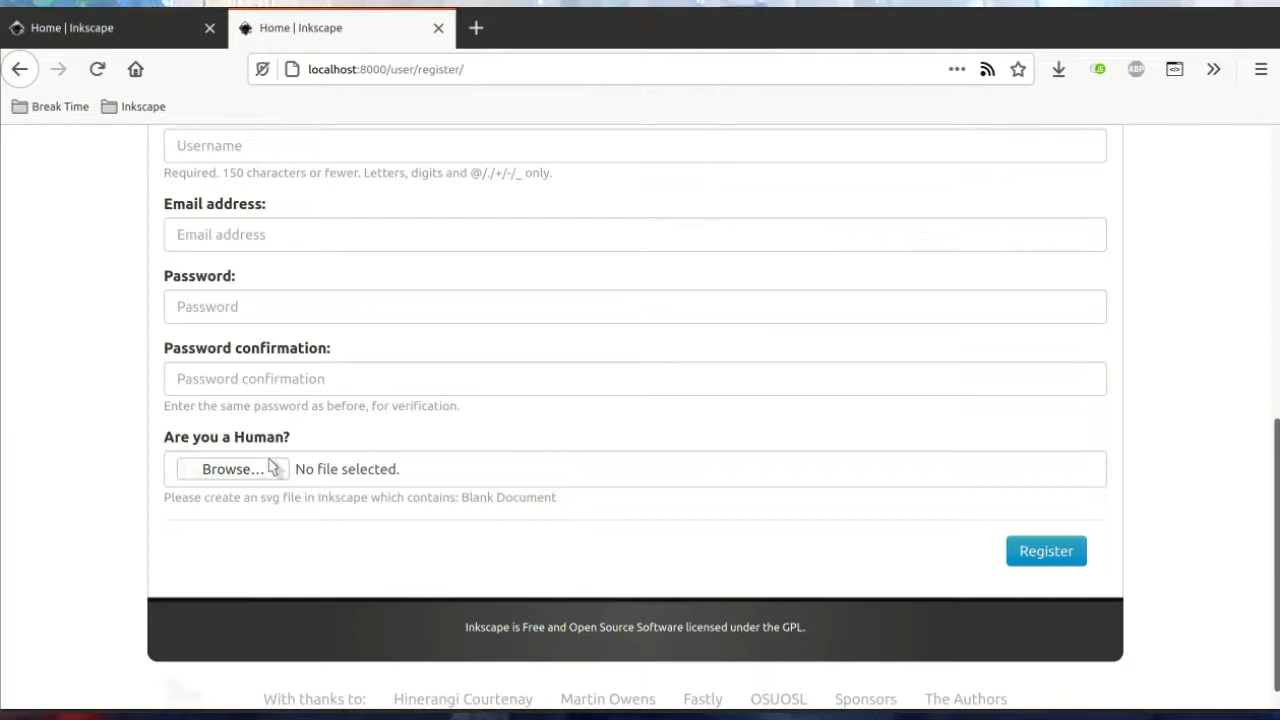 Home | Inkscape
Home | Inkscape
localhost:8000/user/register/
JS
ABP
Break Time
Inkscape
Username
Required. 150 characters or fewer. Letters, digits and @/./+/-/_ only.
Email address:
Email address
Password:
Password
Password confirmation:
Password confirmation
Enter the same password as before, for verification.
Are you a Human?
Browse… No file selected.
Please create an svg file in Inkscape which contains: Blank Document
Register
Inkscape is Free and Open Source Software licensed under the GPL.
With thanks to: Hinerangi Courtenay Martin Owens Fastly OSUOSL Sponsors The Authors